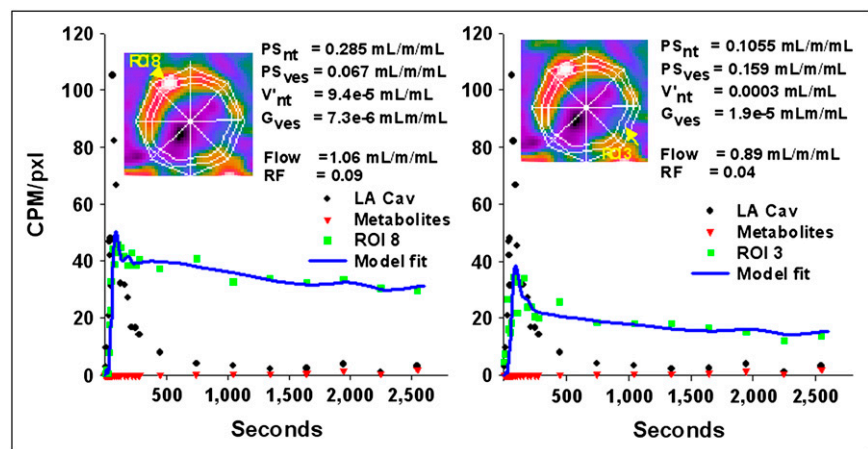 120
100
80
60
40
20
0
CPM/pxl
ROI8
PSnt = 0.285 mL/m/mL
PSves = 0.067 mL/m/mL
V'nt = 9.4e-5 mL/mL
Gves = 7.3e-6 mLm/mL
Flow =1.06 mL/m/mL
RF = 0.09
LA Cav
Metabolites
ROI 8
Model fit
500
1,000
1,500
2,000
2,500
Seconds
120
100
80
60
40
20
0
PSnt = 0.1055 mL/m/mL
PSves = 0.159 mL/m/mL
V'nt = 0.0003 mL/mL
Gves = 1.9e-5 mLm/mL
Flow = 0.89 mL/m/mL
RF = 0.04
LA Cav
Metabolites
ROI 3
Model fit
500
1,000
1,500
2,000
2,500
Seconds